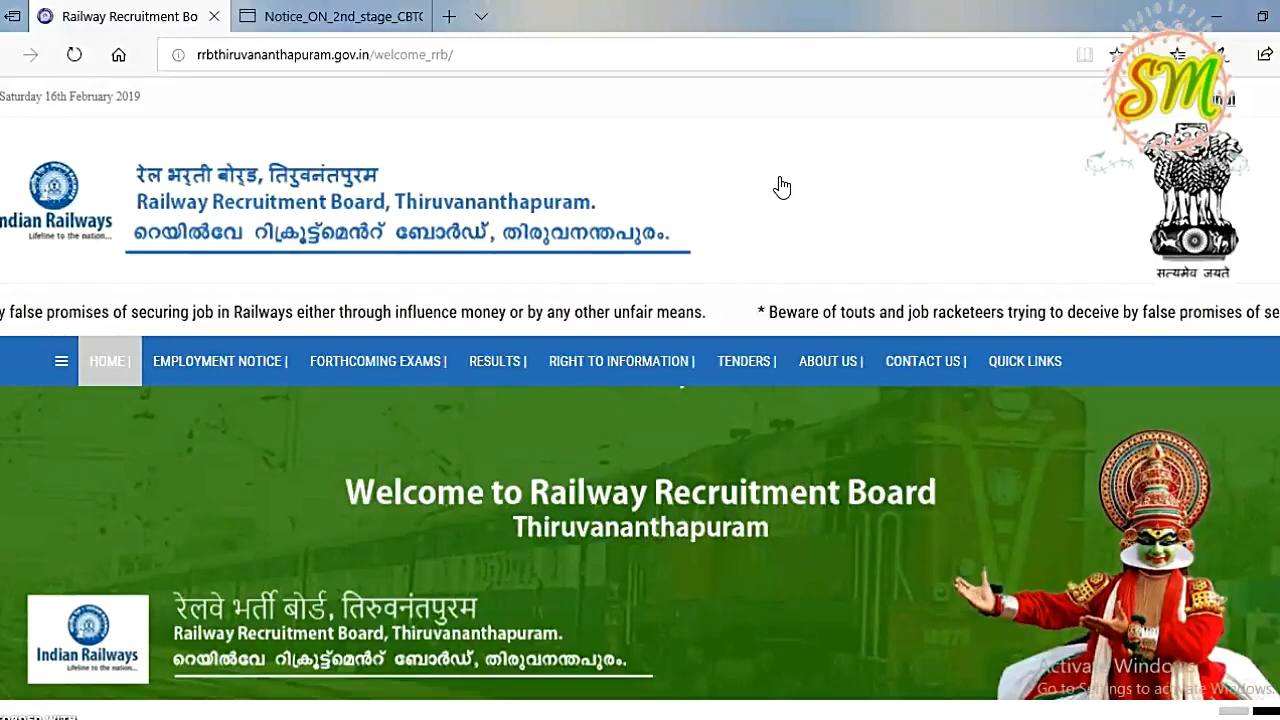 Railway Recruitment Bo
Notice_ON_2nd_stage_CBT
rrbthiruvananthapuram.gov.in/welcome_rrb/
Saturday 16th February 2019
SM
रेल भर्ती बोर्ड, तिरुवनंतपुरम
Railway Recruitment Board, Thiruvananthapuram.
റെയിൽവേ റിക്രൂട്ട്മെൻറ് ബോർഡ്, തിരുവനന്തപുരം.
Indian Railways
Lifeline to the nation...
सत्यमेव जयते
false promises of securing job in Railways either through influence money or by any other unfair means. * Beware of touts and job racketeers trying to deceive by false promises of se
HOME | EMPLOYMENT NOTICE | FORTHCOMING EXAMS | RESULTS | RIGHT TO INFORMATION | TENDERS | ABOUT US | CONTACT US | QUICK LINKS
Welcome to Railway Recruitment Board
Thiruvananthapuram
रेलवे भर्ती बोर्ड, तिरुवनंतपुरम
Railway Recruitment Board, Thiruvananthapuram.
റെയിൽവേ റിക്രൂട്ട്മെൻറ് ബോർഡ്, തിരുവനന്തപുരം.
Indian Railways
Lifeline to the nation...
Activate Windows
Go to Settings to activate Windows.